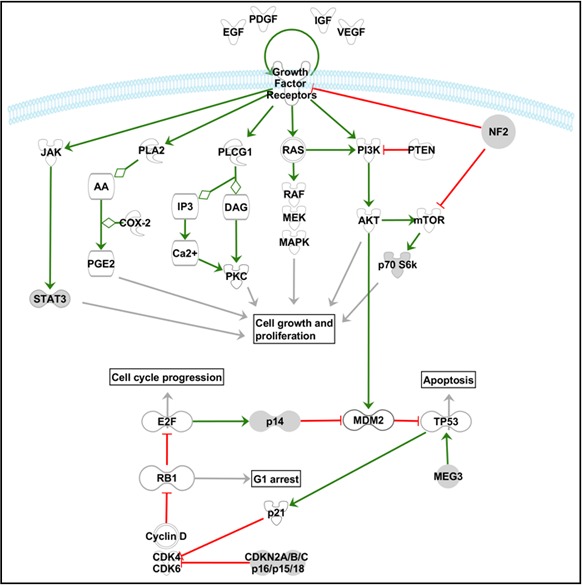 PDGF
IGF
EGF
VEGF
Growth
Factor
Receptors
NF2
JAK
PLA2
PLCG1
RAS
PI3K
PTEN
AA
COX-2
PGE2
IP3
DAG
Ca2+
PKC
RAF
MEK
MAPK
AKT
mTOR
p70 S6k
STAT3
Cell growth and
proliferation
Cell cycle progression
Apoptosis
E2F
p14
MDM2
TP53
RB1
G1 arrest
MEG3
p21
Cyclin D
CDK4
CDK6
CDKN2A/B/C
p16/p15/18